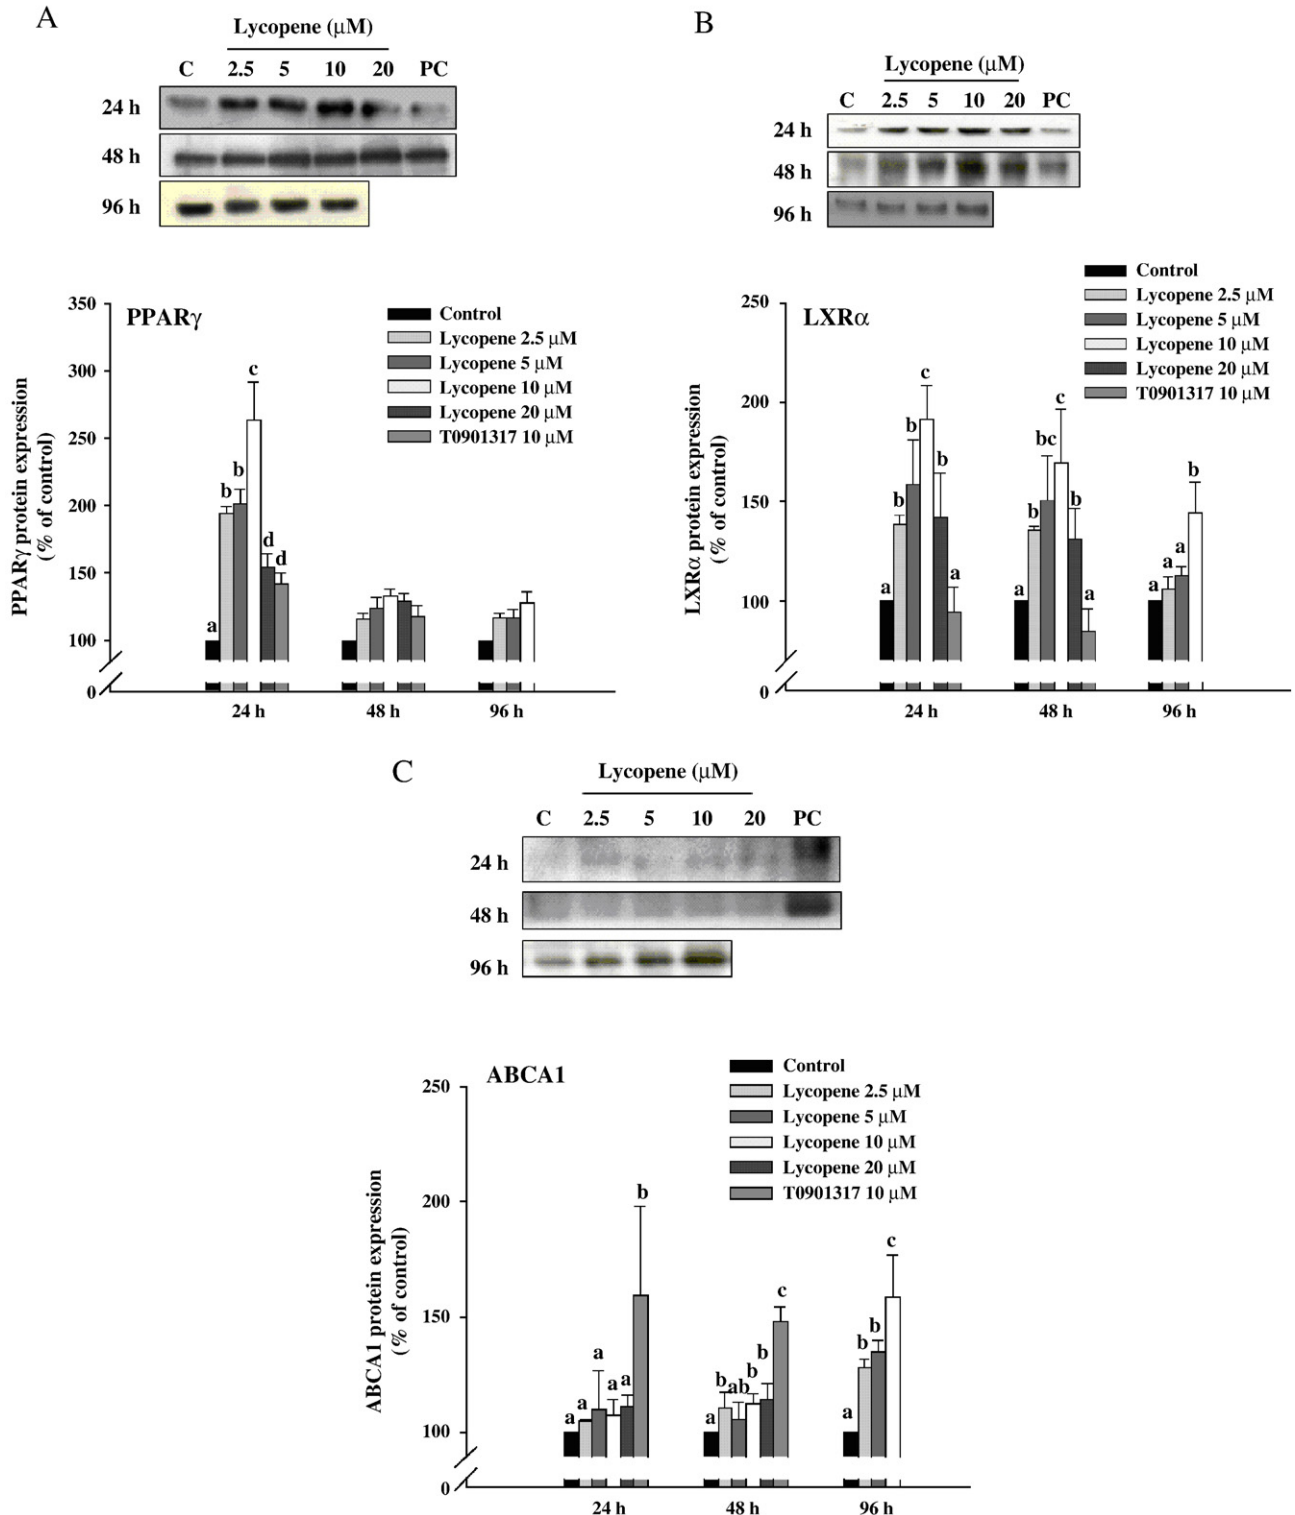 A
Lycopene (μM)
C 2.5 5 10 20 PC
24 h
48 h
96 h
350
300
250
200
150
100
0
PPARγ protein expression
(% of control)
PPARγ
Control
Lycopene 2.5 μM
Lycopene 5 μM
Lycopene 10 μM
Lycopene 20 μM
T0901317 10 μM
a b b c d d
24 h 48 h 96 h
B
Lycopene (μM)
C 2.5 5 10 20 PC
24 h
48 h
96 h
250
200
150
100
0
LXRα protein expression
(% of control)
LXRα
Control
Lycopene 2.5 μM
Lycopene 5 μM
Lycopene 10 μM
Lycopene 20 μM
T0901317 10 μM
a b b c b a
a b bc c b a
a a a b
24 h 48 h 96 h
C
Lycopene (μM)
C 2.5 5 10 20 PC
24 h
48 h
96 h
250
200
150
100
0
ABCA1 protein expression
(% of control)
ABCA1
Control
Lycopene 2.5 μM
Lycopene 5 μM
Lycopene 10 μM
Lycopene 20 μM
T0901317 10 μM
a a a a a b
a b ab b b c
a b b c
24 h 48 h 96 h